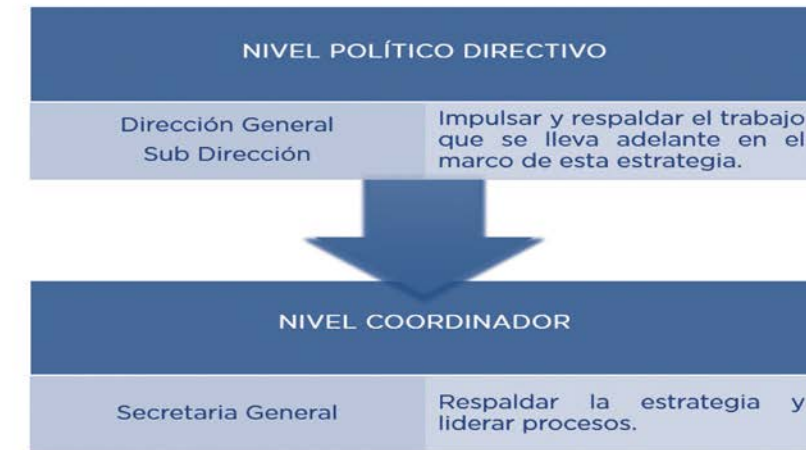 NIVEL POLÍTICO DIRECTIVO
Dirección General
Sub Dirección
Impulsar y respaldar el trabajo
que se lleva adelante en el
marco de esta estrategia.
NIVEL COORDINADOR
Secretaria General
Respaldar la estrategia y
liderar procesos.